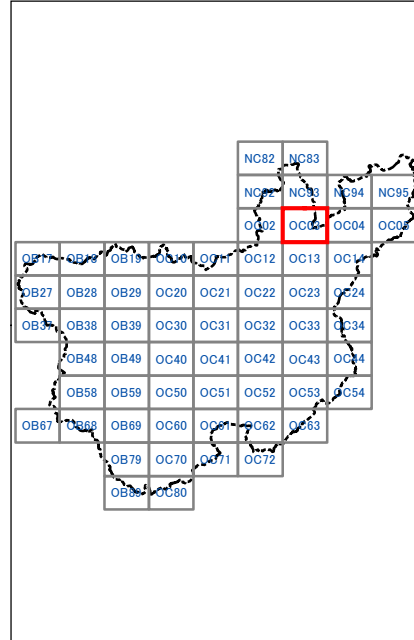 NC82 NC83
NC92 NC93 NC94 NC95
OC02 OC03 OC04 OC05
OB17 OB18 OB19 OC10 OC11 OC12 OC13 OC14
OB27 OB28 OB29 OC20 OC21 OC22 OC23 OC24
OB37 OB38 OB39 OC30 OC31 OC32 OC33 OC34
OB48 OB49 OC40 OC41 OC42 OC43 OC44
OB58 OB59 OC50 OC51 OC52 OC53 OC54
OB67 OB68 OB69 OC60 OC61 OC62 OC63
OB79 OC70 OC71 OC72
OB89 OC80